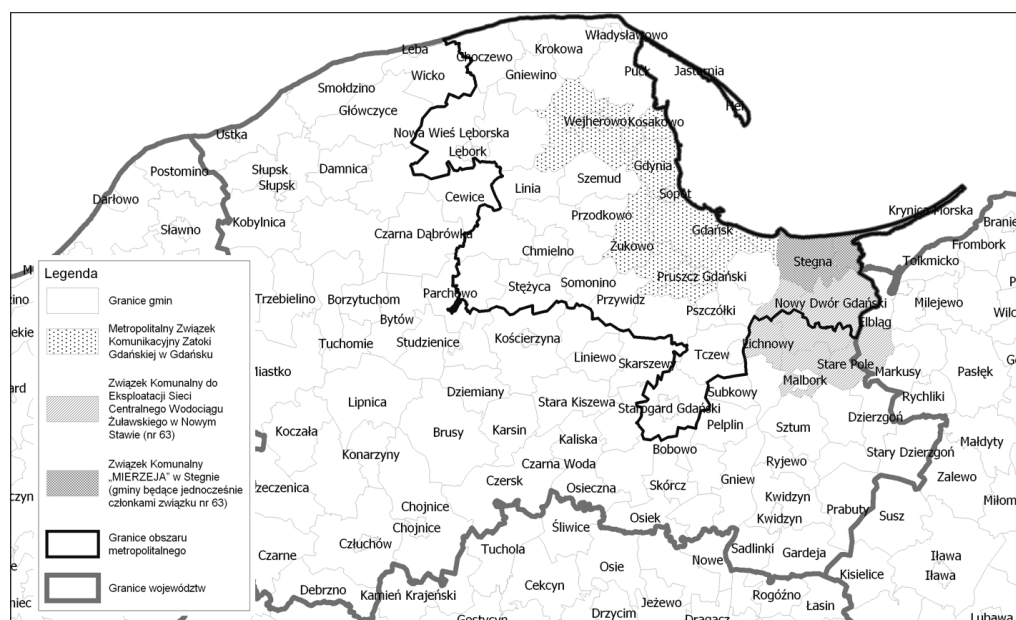 Władysławowo
Krokowa
Łeba
Choczewo
Wicko
Gniewino
Puck
Jastarnia
Smołdzino
Hel
Główczyce
Wejherowo
Kosakowo
Ustka
Nowa Wieś Lęborska
Lębork
Postomino
Słupsk
Słupsk
Damnica
Gdynia
Szemud
Linia
Sopot
Darłowo
Cewice
Krynica Morska
Przodkowo
Kobylnica
Branie
Sławno
Gdańsk
Czarna Dąbrówka
Żukowo
Frombork
Chmielno
Stegna
Tolkmicko
M
Pruszcz Gdański
Somonino
Stężyca
Parchowo
Trzebielino
Borzytuchom
Przywidz
Nowy Dwór Gdański
Milejewo
Pszczółki
Bytów
Elbląg
Kościerzyna
Studzienice
Tuchomie
Lichnowy
Tczew
Liniewo
Skarszewy
Stare Pole
Miastko
Markusy
Pasłęk
Malbork
Dziemiany
Subkowy
Rychliki
Lipnica
Stara Kiszewa
Starogard Gdański
Dzierzgoń
Pelplin
Sztum
Koczała
Brusy
Karsin
Kaliska
Małdyty
Bobowo
Stary Dzierzgoń
Konarzyny
Czarna Woda
Ryjewo
Zalewo
Czersk
Osieczna
Skórcz
Gniew
Rzeczenica
Kwidzyn
Chojnice
Prabuty
Miłom
Chojnice
Śliwice
Osiek
Kwidzyn
Susz
Człuchów
Tuchola
Sadlinki
Gardeja
Czarne
Osie
Nowe
Iława
Kisielice
Iława
Debrzno
Kamień Krajeński
Cekcyn
Jeżewo
Rogóźno
Łasin
Gostycyn
Drzycim
Dragacz
Lubawa
Legenda
Granice gmin
Metropolitalny Związek
Komunikacyjny Zatoki
Gdańskiej w Gdańsku
Związek Komunalny do
Eksploatacji Sieci
Centralnego Wodociągu
Żuławskiego w Nowym
Stawie (nr 63)
Związek Komunalny
„MIERZEJA” w Stegnie
(gminy będące jednocześnie
członkami związku nr 63)
Granice obszaru
metropolitalnego
Granice województw